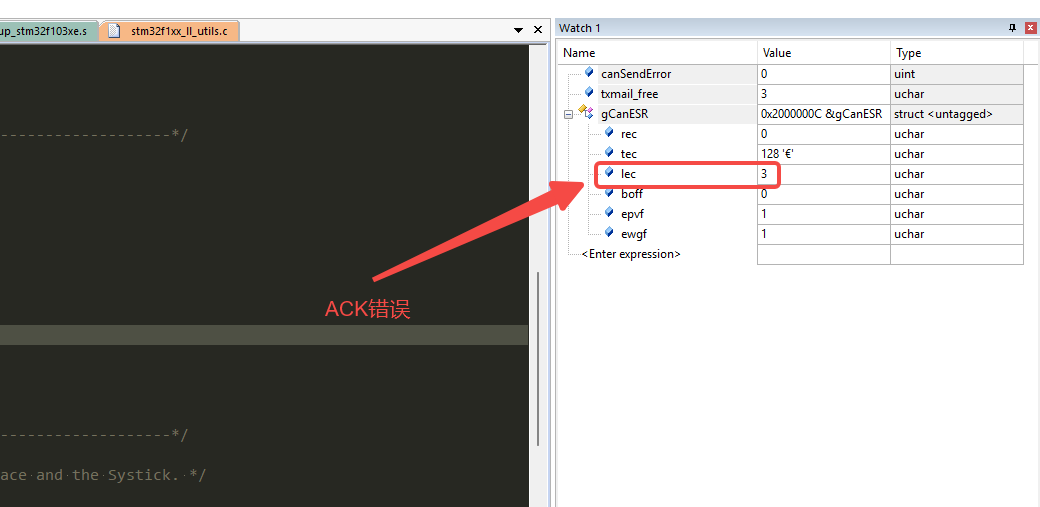 up_stm32f103xe.s
stm32f1xx_ll_utils.c
-------------------*/
ACK错误
-------------------*/
ace and the Systick. */
Watch 1
Name Value Type
canSendError 0 uint
txmail_free 3 uchar
gCanESR 0x2000000C &gCanESR struct <untagged>
rec 0 uchar
tec 128 '€' uchar
lec 3 uchar
boff 0 uchar
epvf 1 uchar
ewgf 1 uchar
<Enter expression>